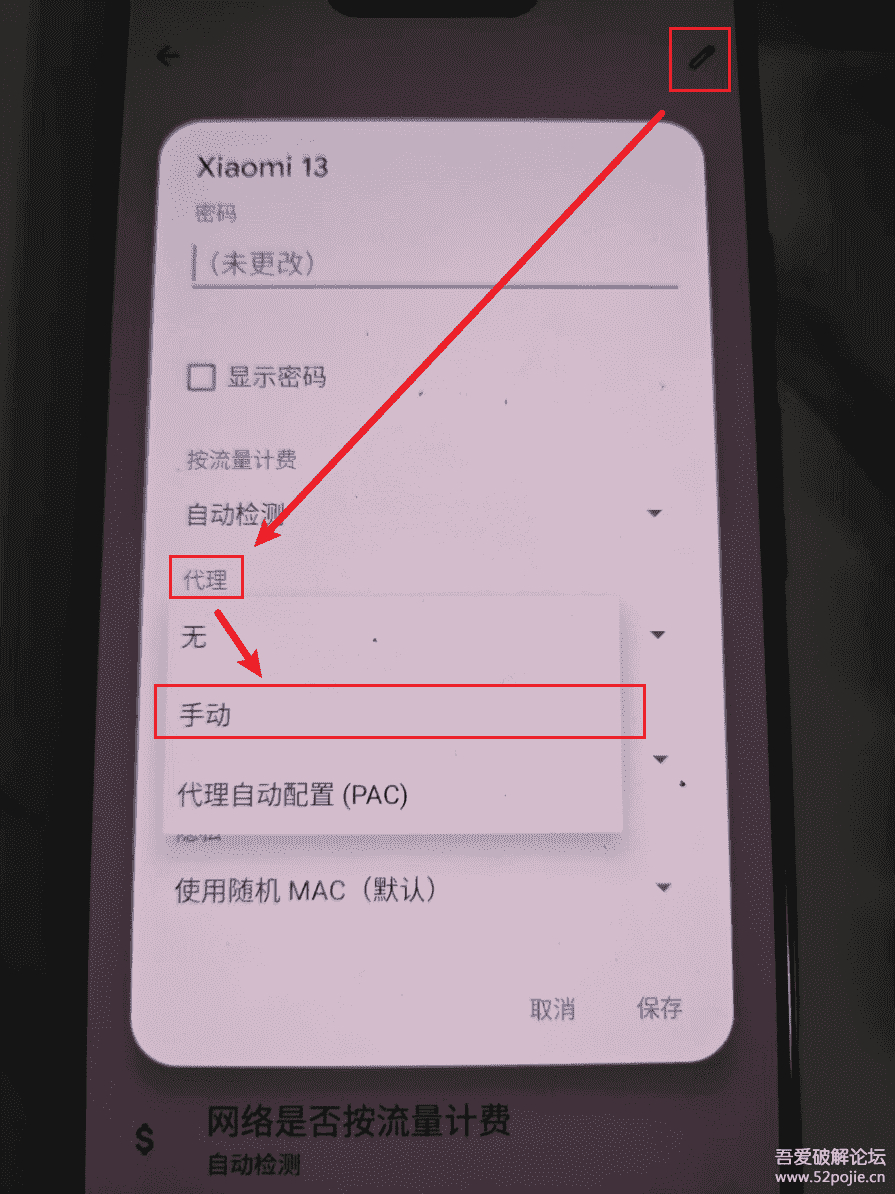 Xiaomi 13
密码
（未更改）
显示密码
按流量计费
自动检测
代理
无
手动
代理自动配置 (PAC)
使用随机 MAC（默认）
取消
保存
$
网络是否按流量计费
自动检测
吾爱破解论坛
www.52pojie.cn